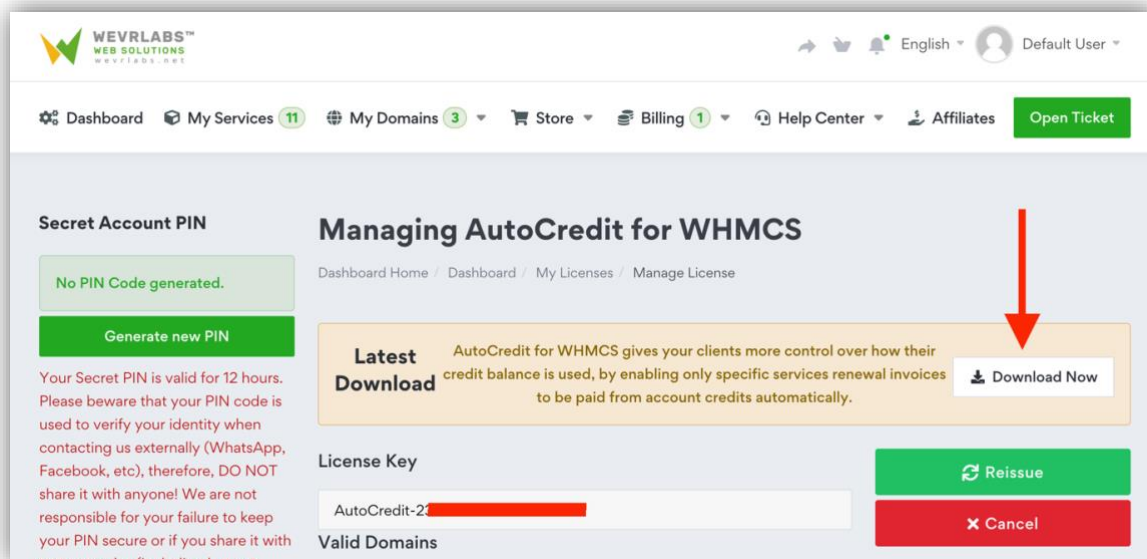 WEVRLABS™
WEB SOLUTIONS
wevrlabs.net
English
Default User
Dashboard
My Services 11
My Domains 3
Store
Billing 1
Help Center
Affiliates
Open Ticket
Secret Account PIN
No PIN Code generated.
Generate new PIN
Your Secret PIN is valid for 12 hours.
Please beware that your PIN code is
used to verify your identity when
contacting us externally (WhatsApp,
Facebook, etc), therefore, DO NOT
share it with anyone! We are not
responsible for your failure to keep
your PIN secure or if you share it with
Managing AutoCredit for WHMCS
Dashboard Home / Dashboard / My Licenses / Manage License
Latest
Download
AutoCredit for WHMCS gives your clients more control over how their
credit balance is used, by enabling only specific services renewal invoices
to be paid from account credits automatically.
Download Now
License Key
AutoCredit-23
Reissue
Cancel
Valid Domains